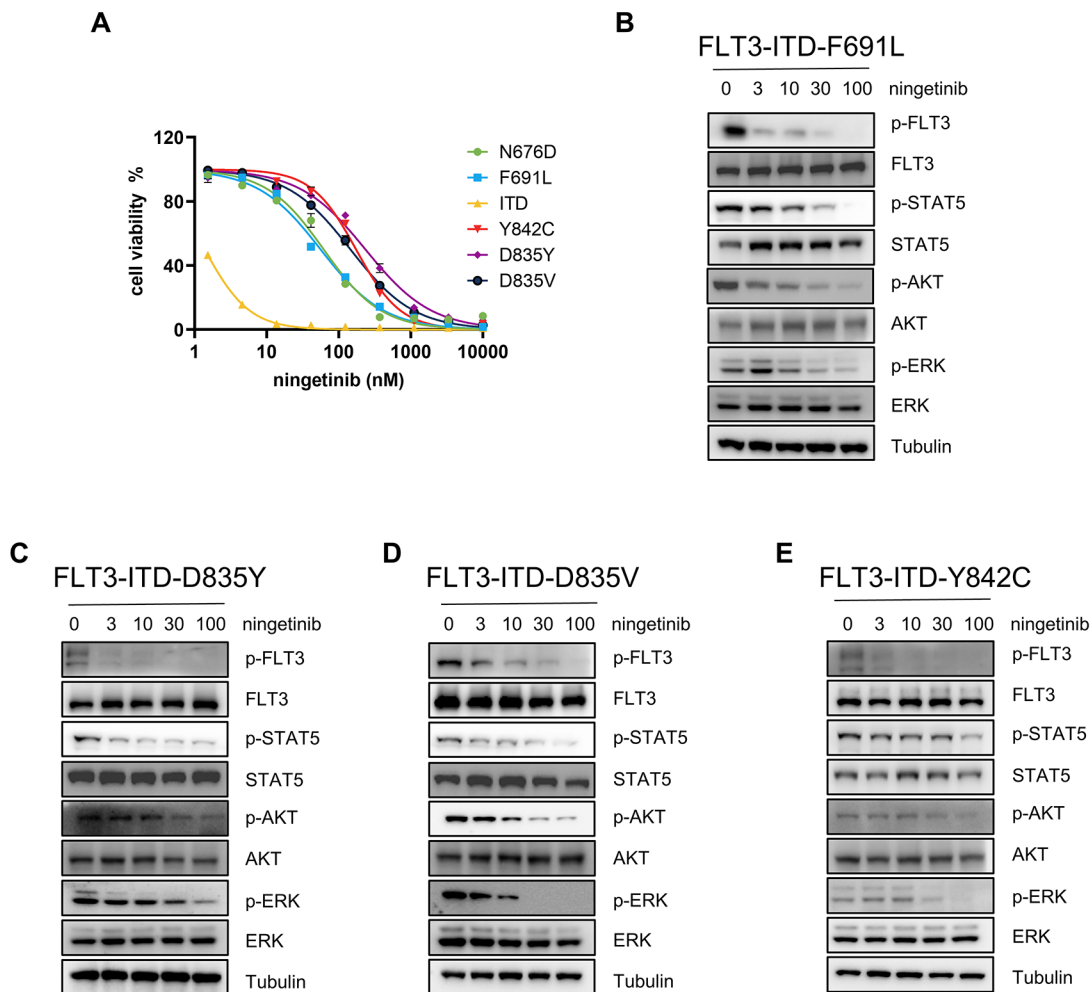 A
120
80
40
0
cell viability %
1
10
100
1000
10000
ningetinib (nM)
N676D
F691L
ITD
Y842C
D835Y
D835V
B
FLT3-ITD-F691L
0 3 10 30 100 ningetinib
p-FLT3
FLT3
p-STAT5
STAT5
p-AKT
AKT
p-ERK
ERK
Tubulin
C
FLT3-ITD-D835Y
0 3 10 30 100 ningetinib
p-FLT3
FLT3
p-STAT5
STAT5
p-AKT
AKT
p-ERK
ERK
Tubulin
D
FLT3-ITD-D835V
0 3 10 30 100 ningetinib
p-FLT3
FLT3
p-STAT5
STAT5
p-AKT
AKT
p-ERK
ERK
Tubulin
E
FLT3-ITD-Y842C
0 3 10 30 100 ningetinib
p-FLT3
FLT3
p-STAT5
STAT5
p-AKT
AKT
p-ERK
ERK
Tubulin